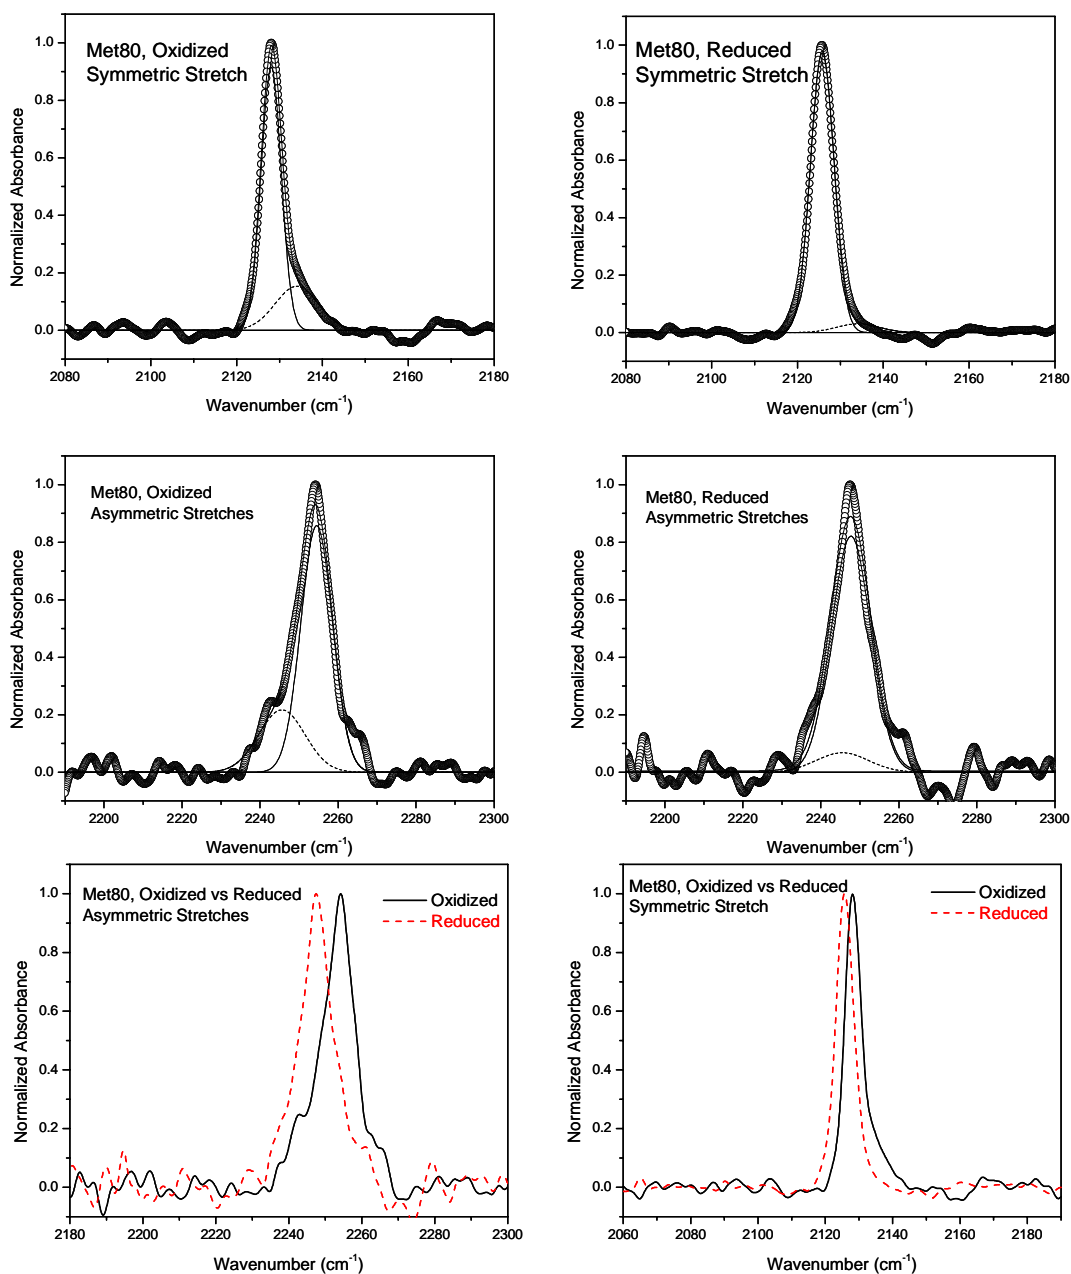 Met80, Oxidized
Symmetric Stretch
1.0
0.8
0.6
0.4
0.2
0.0
Normalized Absorbance
2080 2100 2120 2140 2160 2180
Wavenumber (cm⁻¹)
Met80, Reduced
Symmetric Stretch
1.0
0.8
0.6
0.4
0.2
0.0
Normalized Absorbance
2080 2100 2120 2140 2160 2180
Wavenumber (cm⁻¹)
Met80, Oxidized
Asymmetric Stretches
1.0
0.8
0.6
0.4
0.2
0.0
Normalized Absorbance
2200 2220 2240 2260 2280 2300
Wavenumber (cm⁻¹)
Met80, Reduced
Asymmetric Stretches
1.0
0.8
0.6
0.4
0.2
0.0
Normalized Absorbance
2200 2220 2240 2260 2280 2300
Wavenumber (cm⁻¹)
Met80, Oxidized vs Reduced
Asymmetric Stretches
Oxidized
Reduced
1.0
0.8
0.6
0.4
0.2
0.0
Normalized Absorbance
2180 2200 2220 2240 2260 2280 2300
Wavenumber (cm⁻¹)
Met80, Oxidized vs Reduced
Symmetric Stretch
Oxidized
Reduced
1.0
0.8
0.6
0.4
0.2
0.0
Normalized Absorbance
2060 2080 2100 2120 2140 2160 2180
Wavenumber (cm⁻¹)